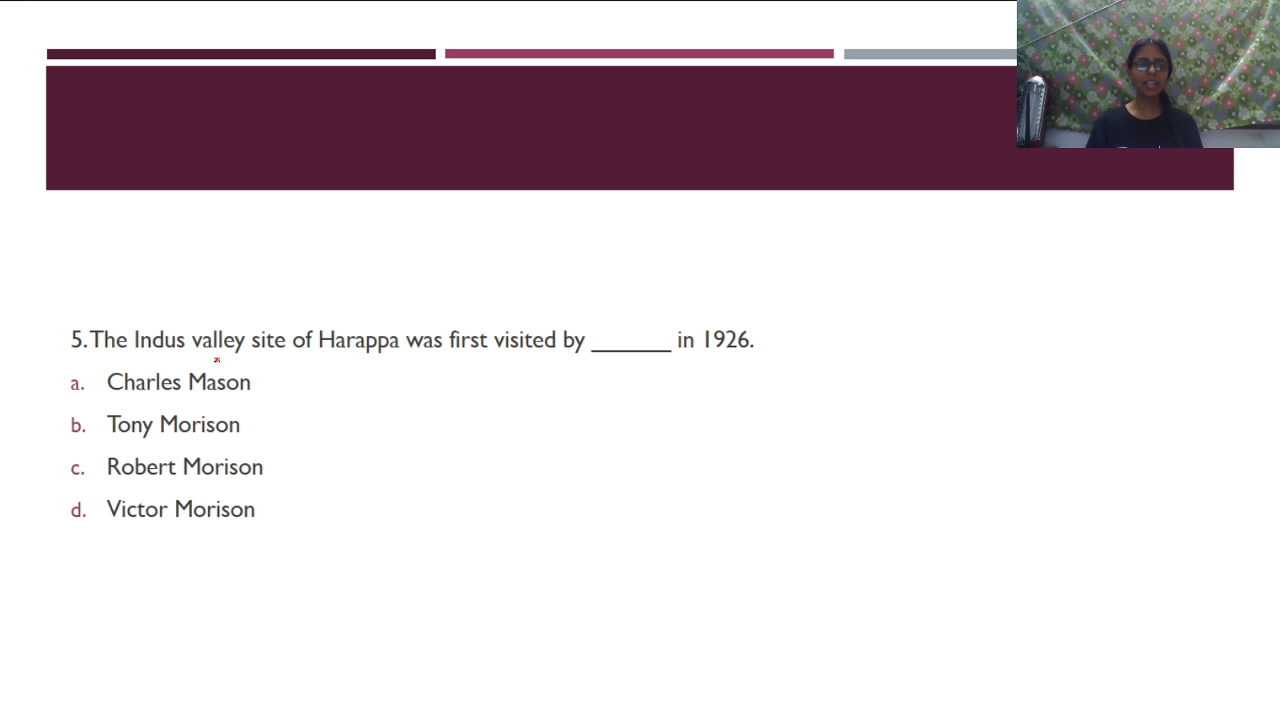 5. The Indus valley site of Harappa was first visited by _______ in 1926.
a. Charles Mason
b. Tony Morison
c. Robert Morison
d. Victor Morison